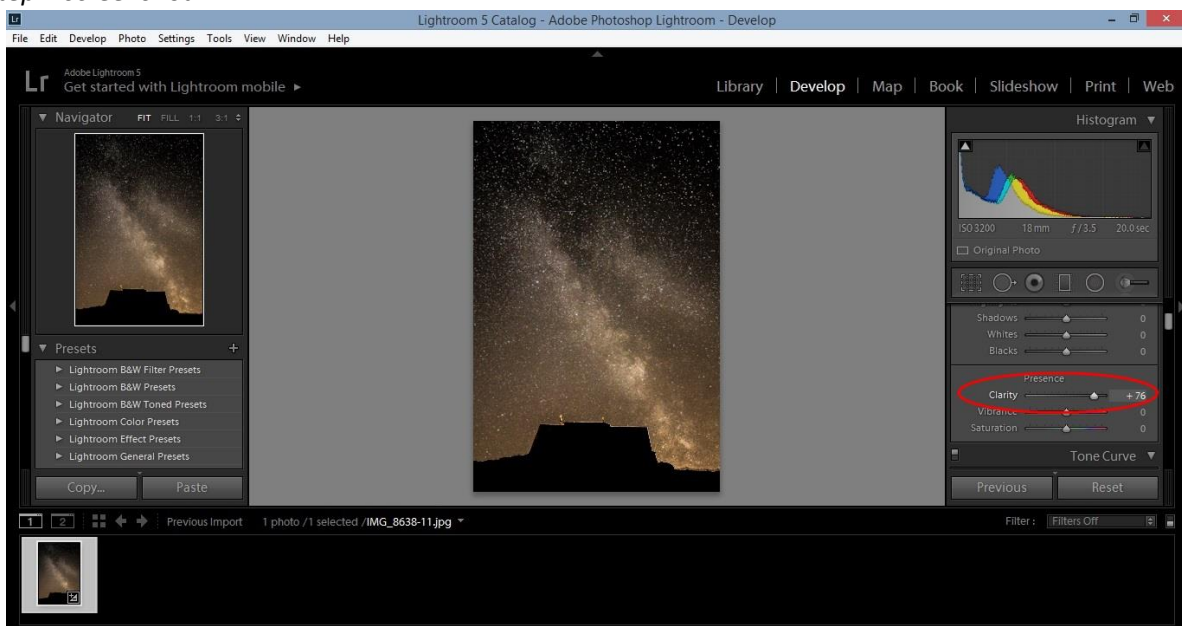 Lightroom 5 Catalog - Adobe Photoshop Lightroom - Develop
File Edit Develop Photo Settings Tools View Window Help
Adobe Lightroom 5
Get started with Lightroom mobile
Library | Develop | Map | Book | Slideshow | Print | Web
Navigator FIT FILL 1:1 3:1
Histogram
ISO 3200 18 mm f / 3.5 20.0 sec
Original Photo
Shadows 0
Whites 0
Blacks 0
Presence
Clarity + 76
Vibrance 0
Saturation 0
Tone Curve
Previous Reset
Presets +
Lightroom B&W Filter Presets
Lightroom B&W Presets
Lightroom B&W Toned Presets
Lightroom Color Presets
Lightroom Effect Presets
Lightroom General Presets
Copy... Paste
1 2 Previous Import 1 photo /1 selected /IMG_8638-11.jpg
Filter : Filters Off